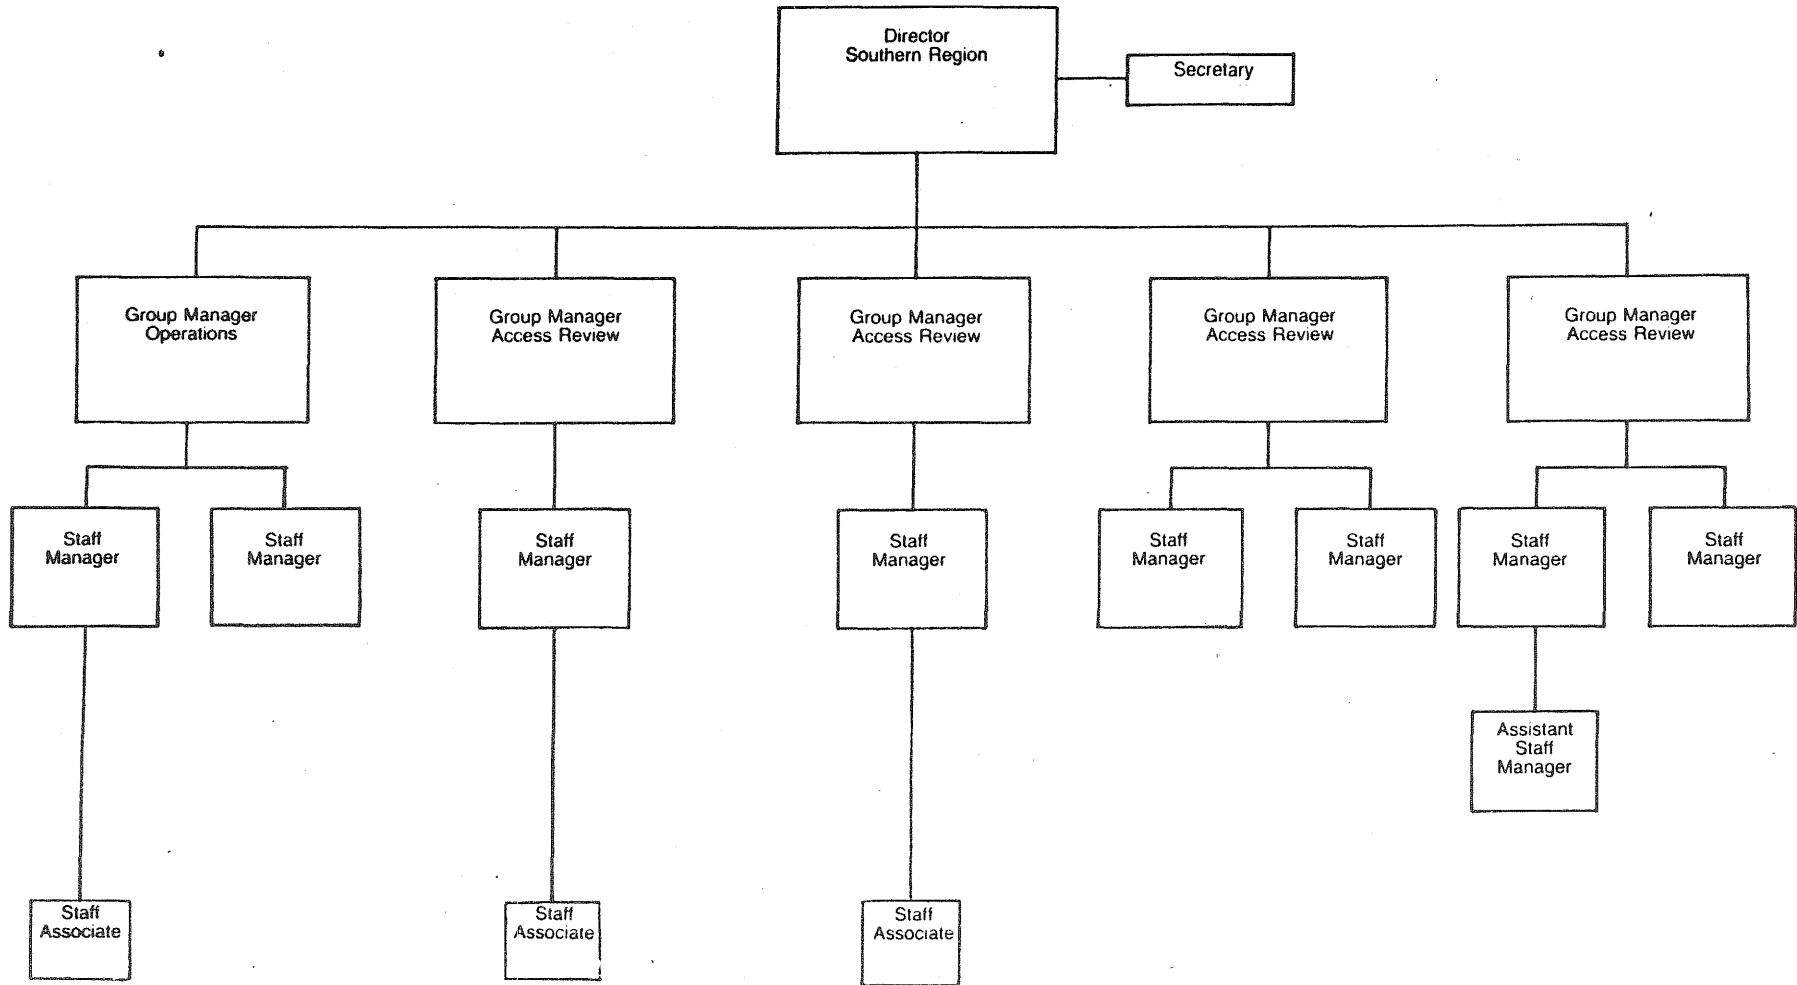 Director
Southern Region
Secretary
Group Manager
Operations
Group Manager
Access Review
Group Manager
Access Review
Group Manager
Access Review
Group Manager
Access Review
Staff
Manager
Staff
Manager
Staff
Manager
Staff
Manager
Staff
Manager
Staff
Manager
Staff
Manager
Staff
Manager
Assistant
Staff
Manager
Staff
Associate
Staff
Associate
Staff
Associate